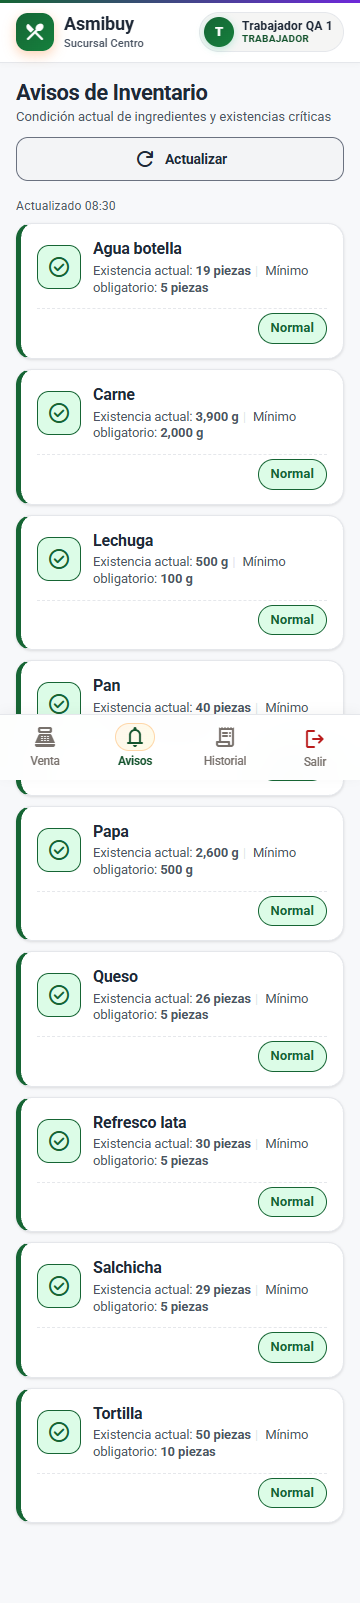 Asmibuy
Sucursal Centro
T
Trabajador QA 1
TRABAJADOR
Avisos de Inventario
Condición actual de ingredientes y existencias críticas
Actualizar
Actualizado 08:30
Agua botella
Existencia actual: 19 piezas | Mínimo
obligatorio: 5 piezas
Normal
Carne
Existencia actual: 3,900 g | Mínimo
obligatorio: 2,000 g
Normal
Lechuga
Existencia actual: 500 g | Mínimo
obligatorio: 100 g
Normal
Pan
Existencia actual: 40 piezas | Mínimo
Venta
Avisos
Historial
Salir
Papa
Existencia actual: 2,600 g | Mínimo
obligatorio: 500 g
Normal
Queso
Existencia actual: 26 piezas | Mínimo
obligatorio: 5 piezas
Normal
Refresco lata
Existencia actual: 30 piezas | Mínimo
obligatorio: 5 piezas
Normal
Salchicha
Existencia actual: 29 piezas | Mínimo
obligatorio: 5 piezas
Normal
Tortilla
Existencia actual: 50 piezas | Mínimo
obligatorio: 10 piezas
Normal